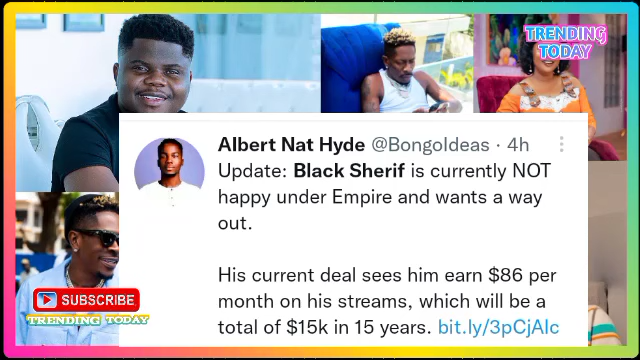 TRENDING
TODAY
Albert Nat Hyde @BongoIdeas · 4h
Update: Black Sherif is currently NOT
happy under Empire and wants a way
out.
His current deal sees him earn $86 per
month on his streams, which will be a
total of $15k in 15 years. bit.ly/3pCjAlc
SUBSCRIBE
TRENDING TODAY